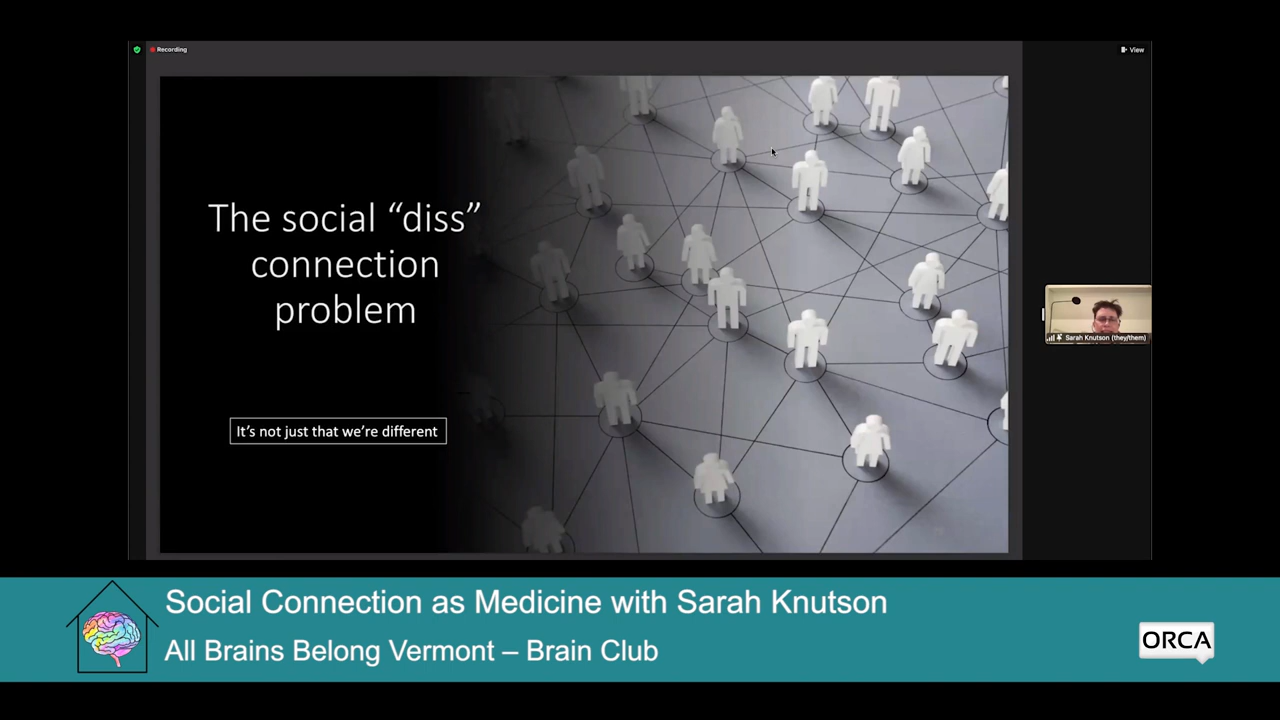 Recording
View
The social “diss”
connection
problem
It’s not just that we’re different
Sarah Knutson (they/them)
Social Connection as Medicine with Sarah Knutson
All Brains Belong Vermont – Brain Club
ORCA